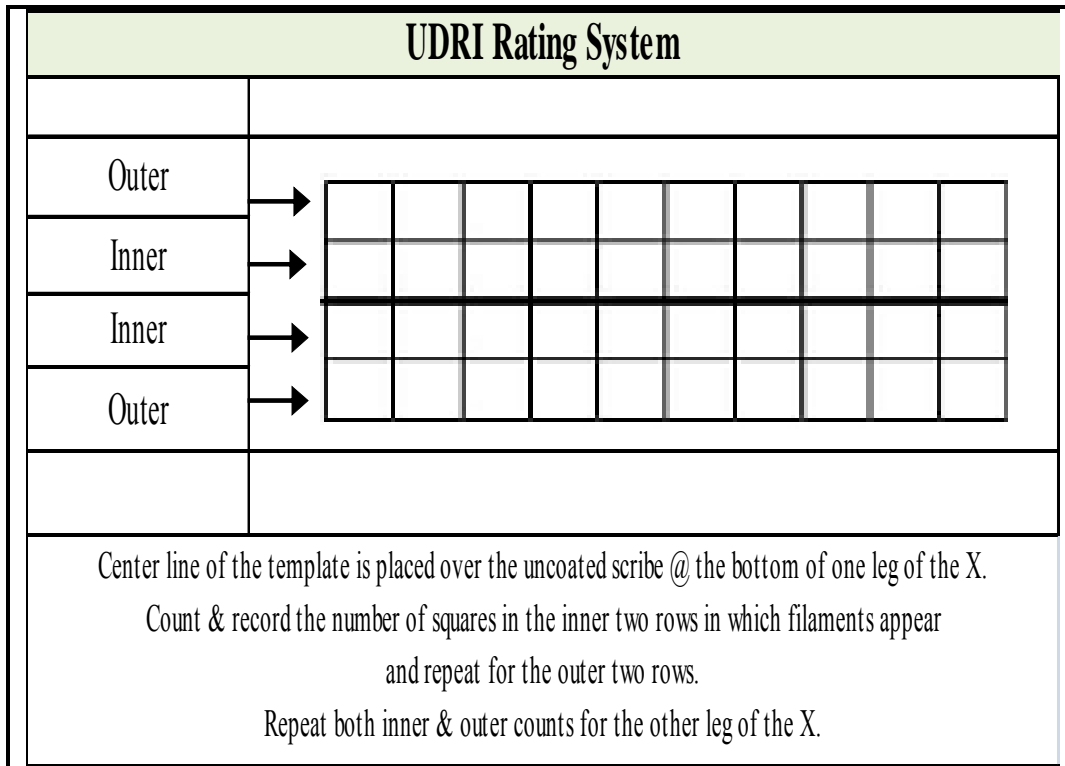 UDRI Rating System
Outer
Inner
Inner
Outer
Center line of the template is placed over the uncoated scribe @ the bottom of one leg of the X.
Count & record the number of squares in the inner two rows in which filaments appear
and repeat for the outer two rows.
Repeat both inner & outer counts for the other leg of the X.